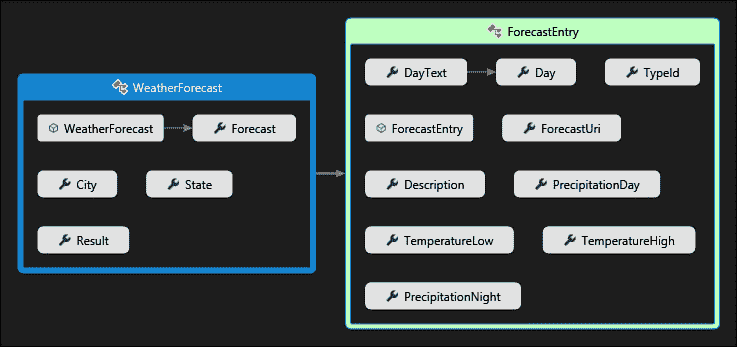 WeatherForecast
WeatherForecast
Forecast
City
State
Result
ForecastEntry
DayText
Day
TypeId
ForecastEntry
ForecastUri
Description
PrecipitationDay
TemperatureLow
TemperatureHigh
PrecipitationNight